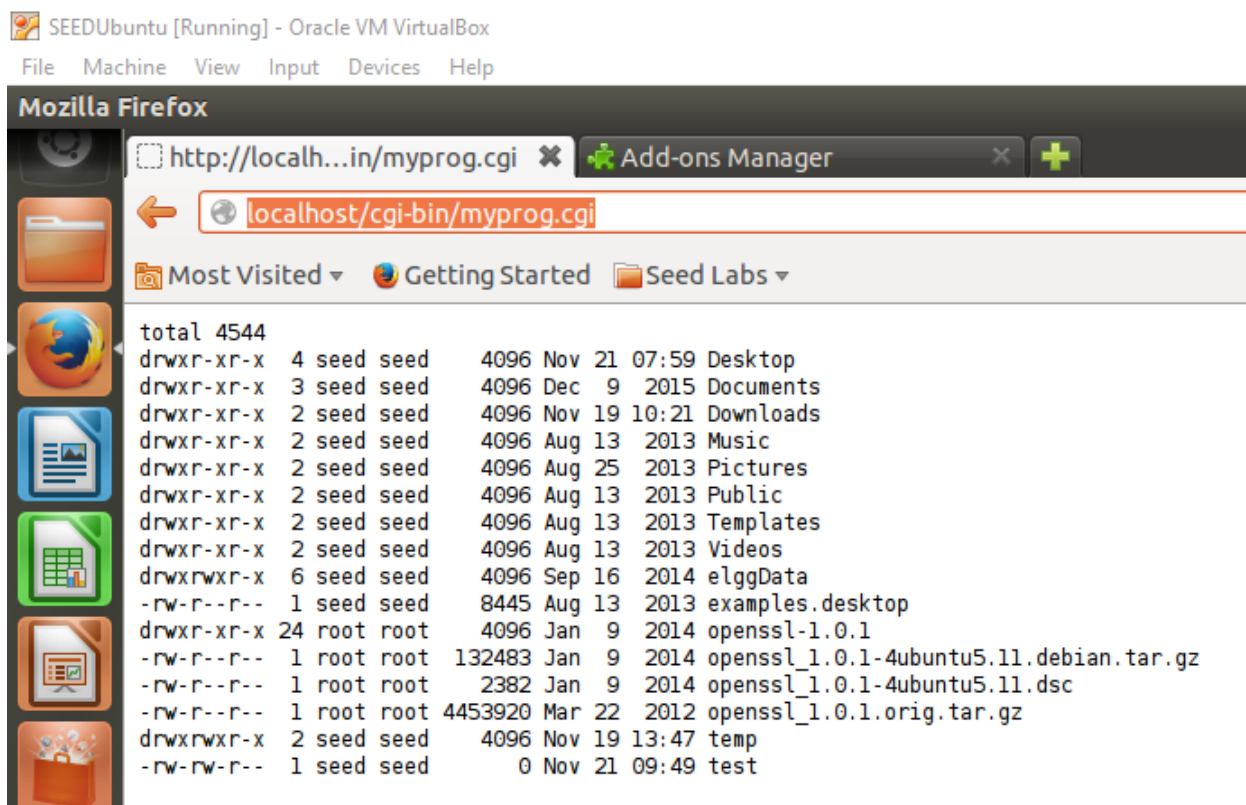 SEEDUbuntu [Running] - Oracle VM VirtualBox
File Machine View Input Devices Help
Mozilla Firefox
http://localh...in/myprog.cgi Add-ons Manager
localhost/cgi-bin/myprog.cgi
Most Visited Getting Started Seed Labs
total 4544
drwxr-xr-x  4 seed seed    4096 Nov 21 07:59 Desktop
drwxr-xr-x  3 seed seed    4096 Dec  9  2015 Documents
drwxr-xr-x  2 seed seed    4096 Nov 19 10:21 Downloads
drwxr-xr-x  2 seed seed    4096 Aug 13  2013 Music
drwxr-xr-x  2 seed seed    4096 Aug 25  2013 Pictures
drwxr-xr-x  2 seed seed    4096 Aug 13  2013 Public
drwxr-xr-x  2 seed seed    4096 Aug 13  2013 Templates
drwxr-xr-x  2 seed seed    4096 Aug 13  2013 Videos
drwxrwxr-x  6 seed seed    4096 Sep 16  2014 elggData
-rw-r--r--  1 seed seed    8445 Aug 13  2013 examples.desktop
drwxr-xr-x 24 root root    4096 Jan  9  2014 openssl-1.0.1
-rw-r--r--  1 root root  132483 Jan  9  2014 openssl_1.0.1-4ubuntu5.11.debian.tar.gz
-rw-r--r--  1 root root    2382 Jan  9  2014 openssl_1.0.1-4ubuntu5.11.dsc
-rw-r--r--  1 root root 4453920 Mar 22  2012 openssl_1.0.1.orig.tar.gz
drwxrwxr-x  2 seed seed    4096 Nov 19 13:47 temp
-rw-rw-r--  1 seed seed       0 Nov 21 09:49 test